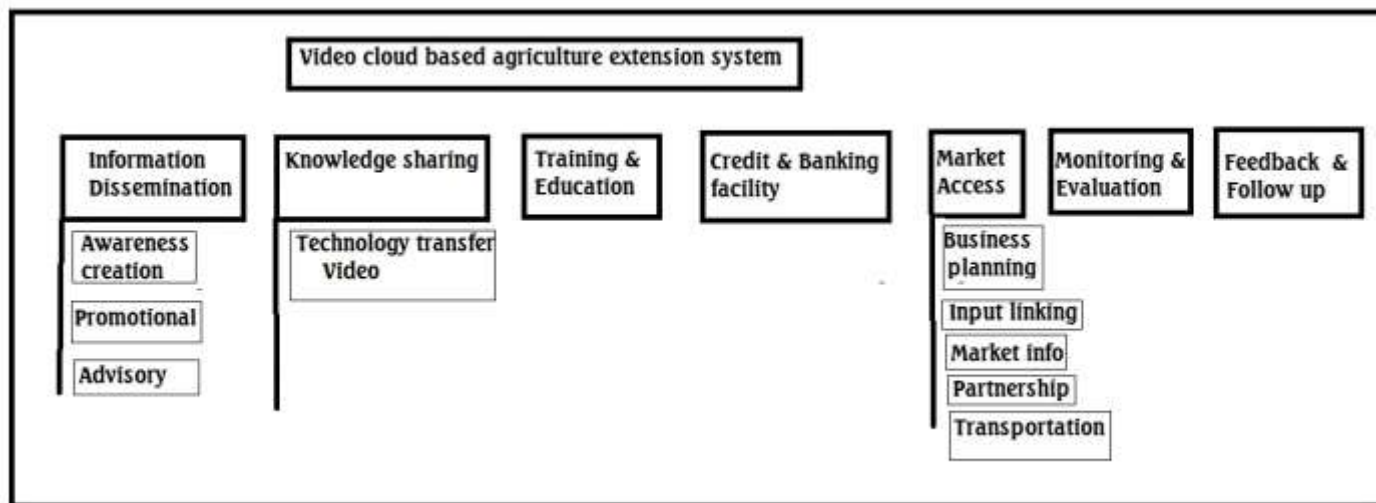 Video cloud based agriculture extension system
Information
Dissemination
Knowledge sharing
Training &
Education
Credit & Banking
facility
Market
Access
Monitoring &
Evaluation
Feedback &
Follow up
Awareness
creation
Promotional
Advisory
Technology transfer
Video
Business
planning
Input linking
Market info
Partnership
Transportation